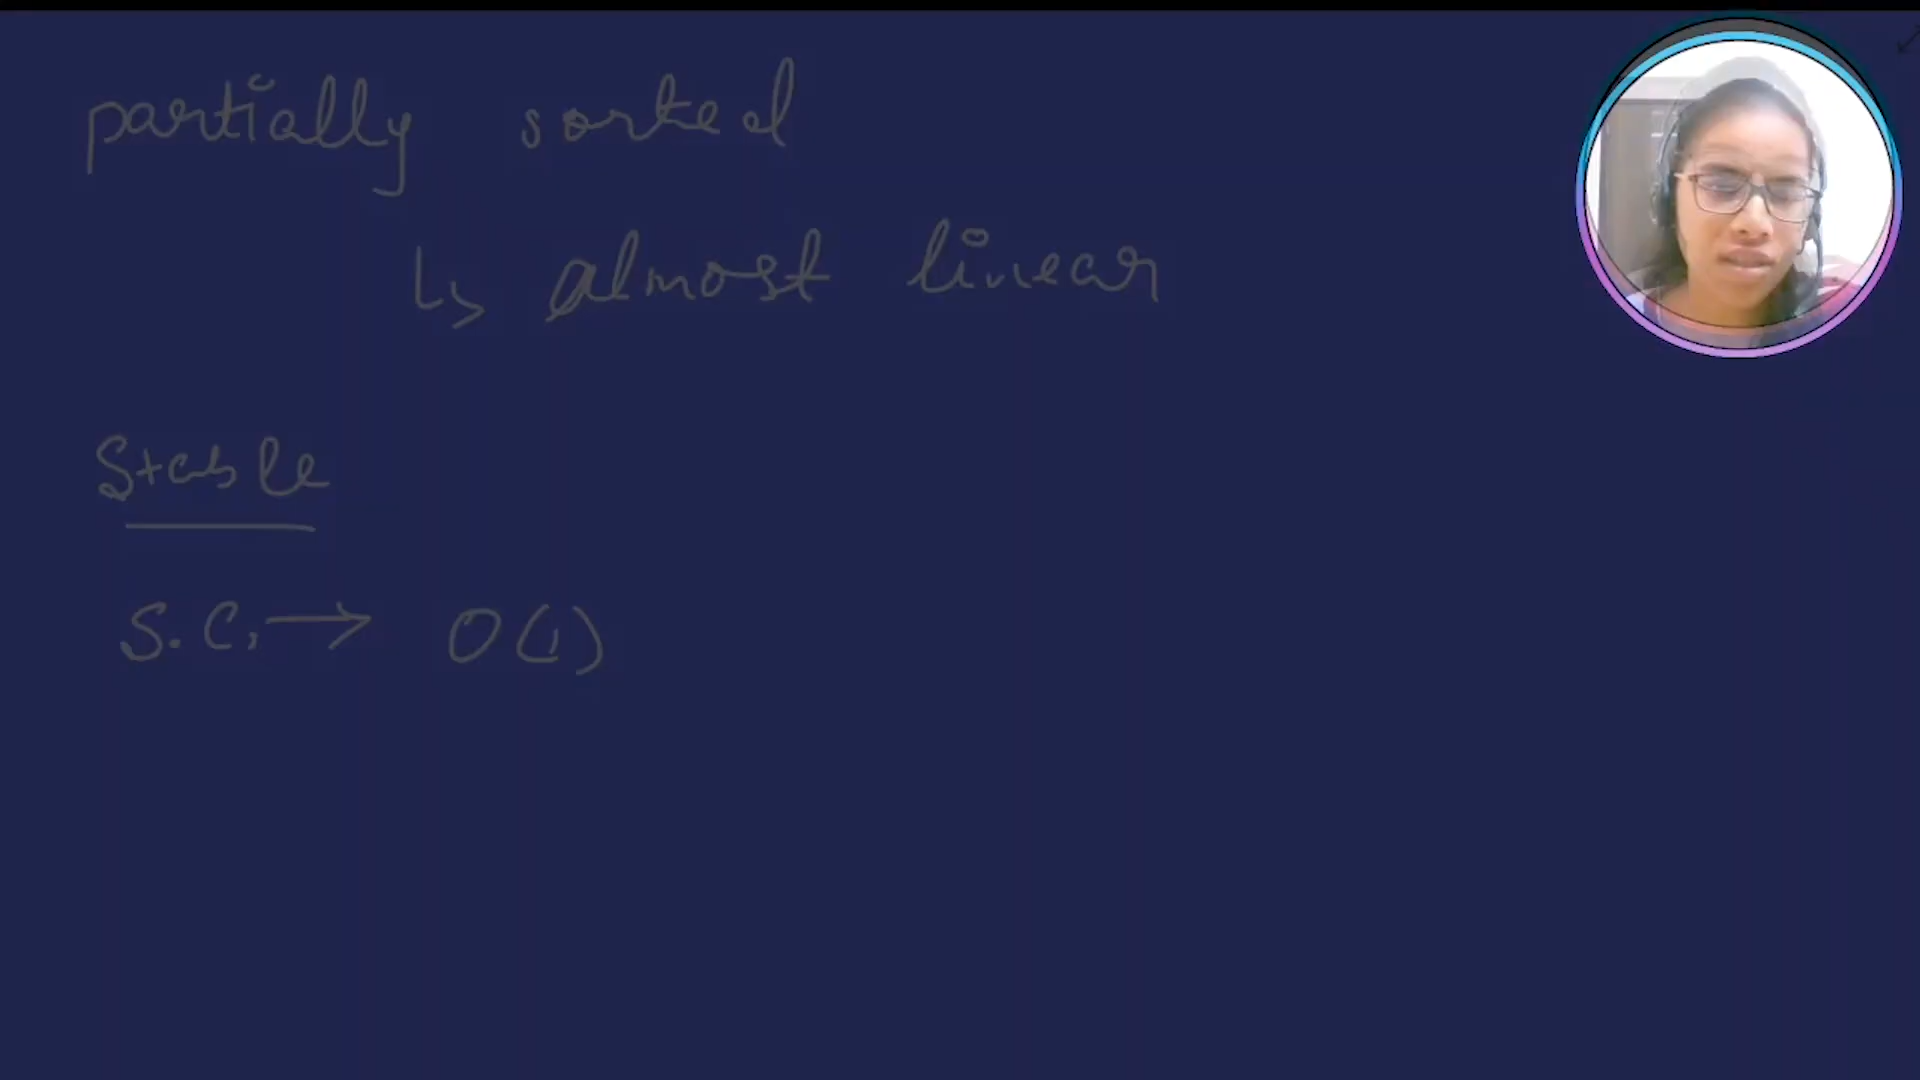 partially sorted
↳ almost linear
Stable
S.C. → O(1)